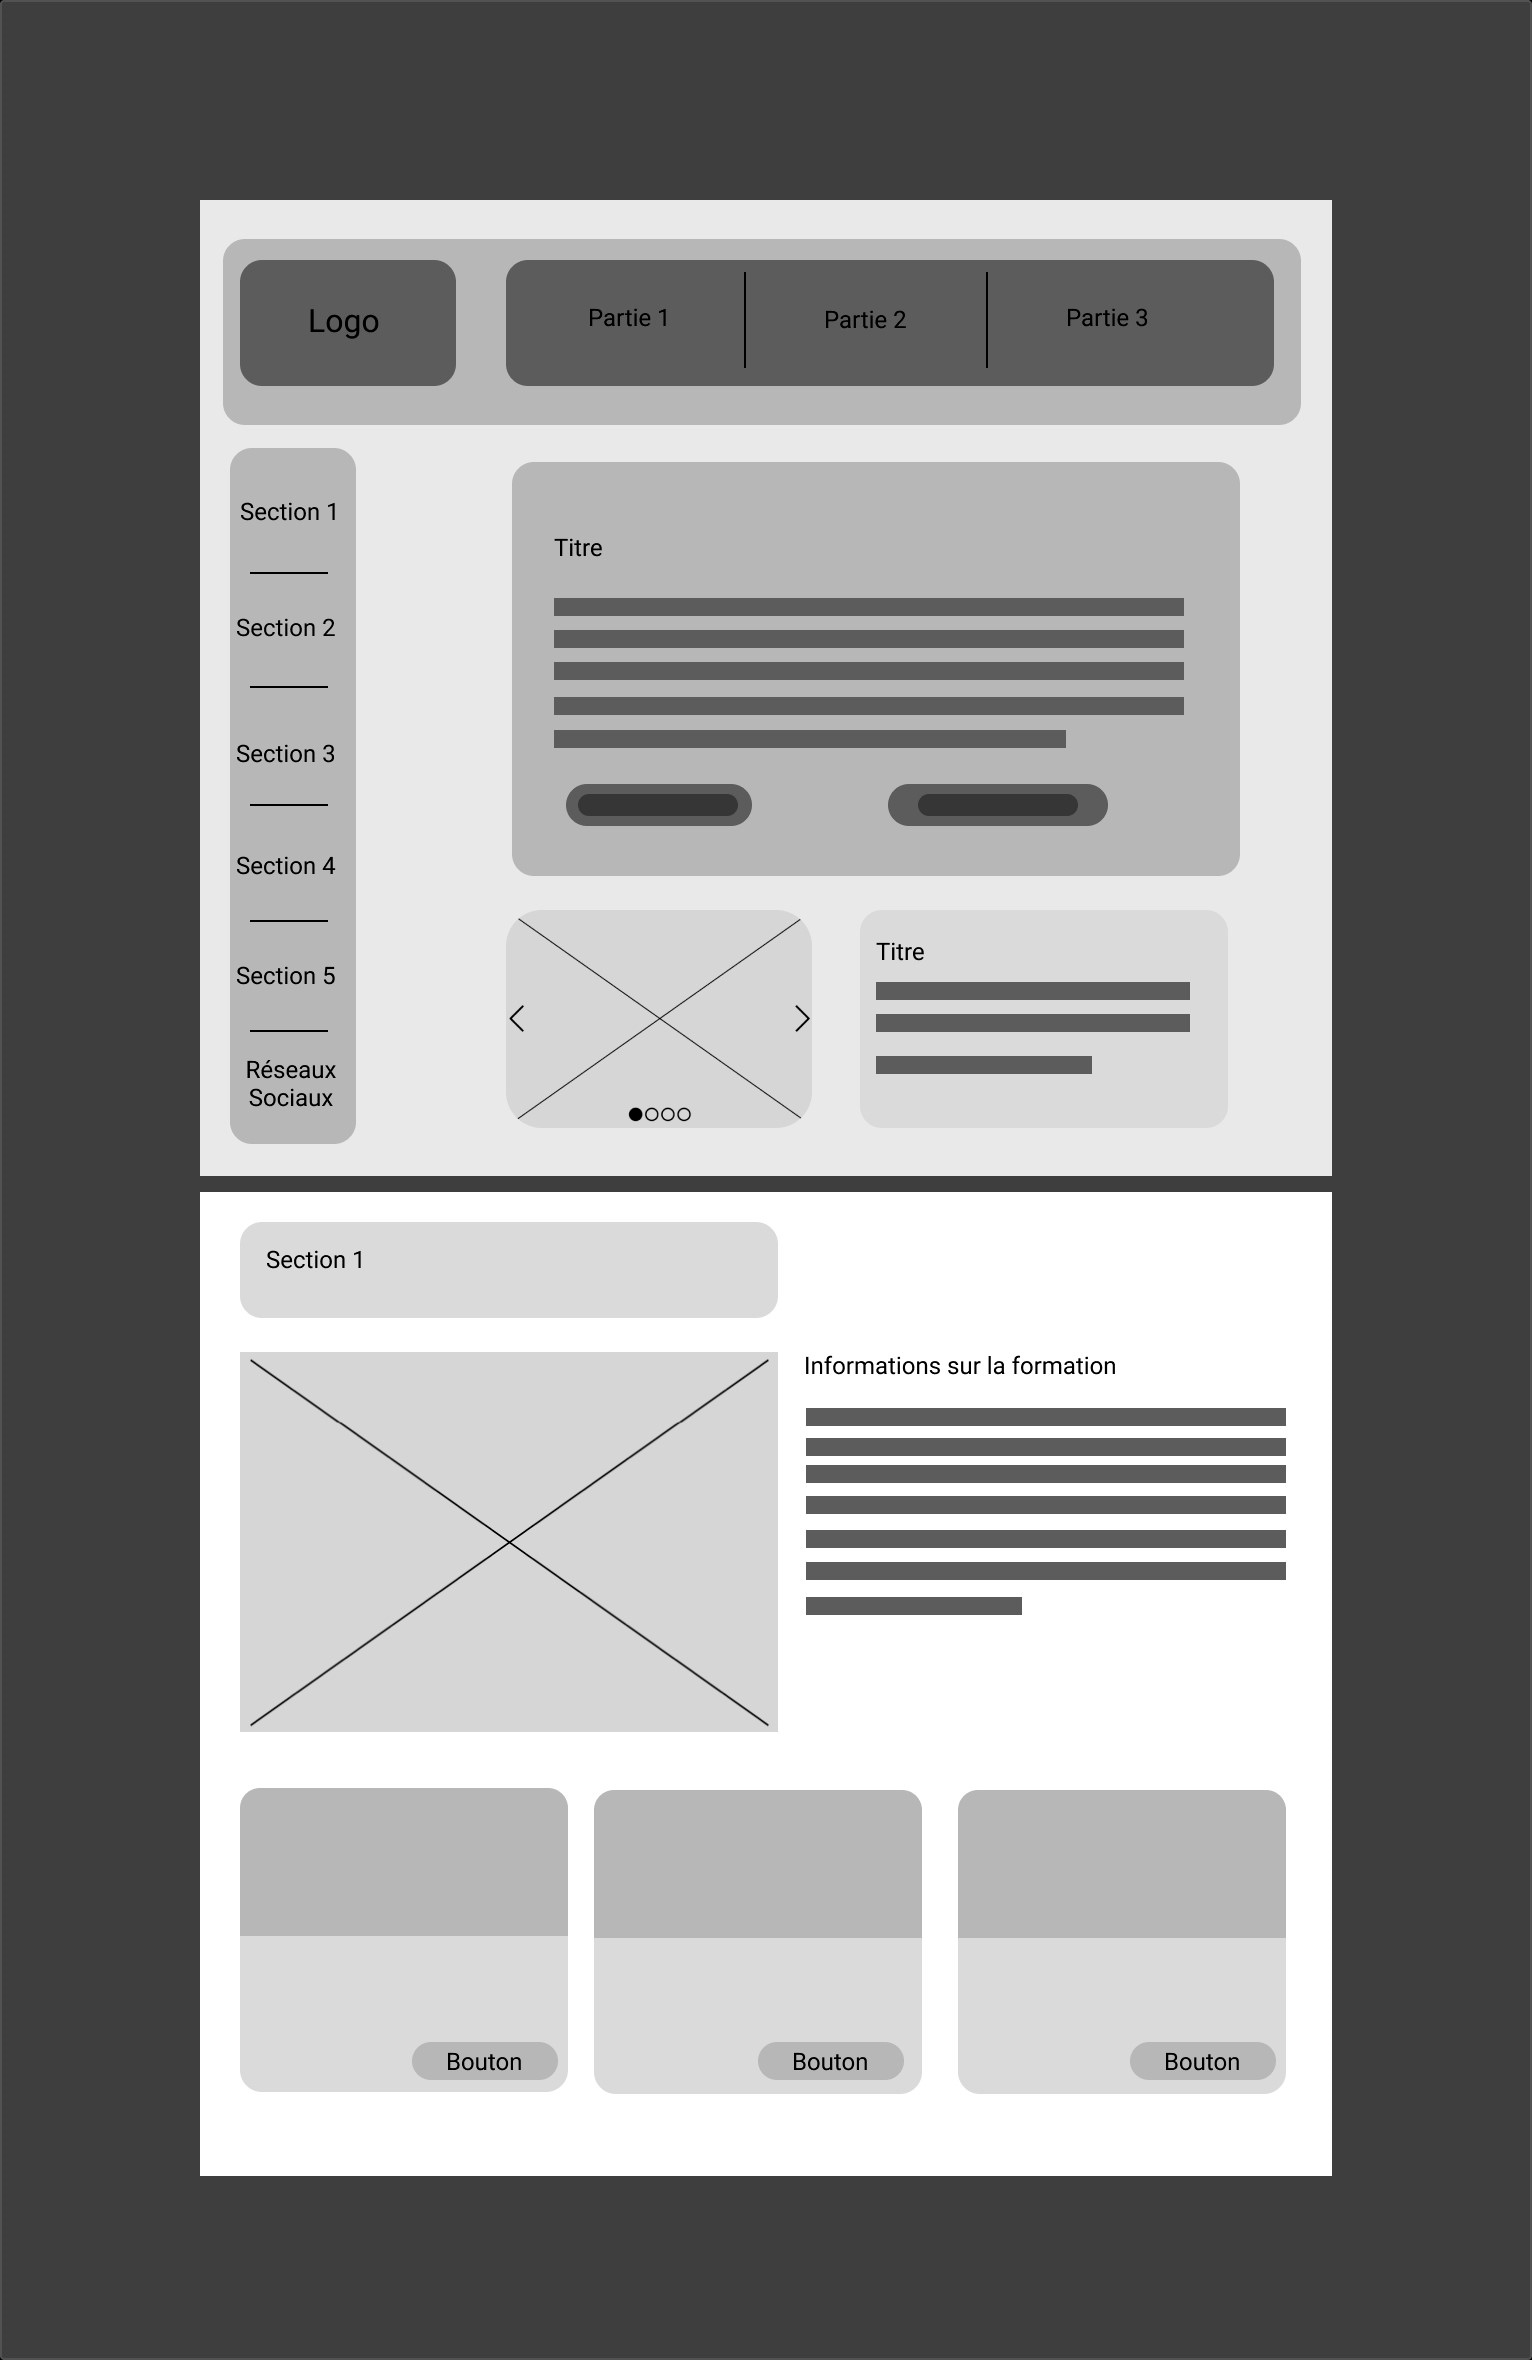 Logo
Partie 1
Partie 2
Partie 3
Section 1
Section 2
Section 3
Section 4
Section 5
Réseaux
Sociaux
Titre
Titre
Section 1
Informations sur la formation
Bouton
Bouton
Bouton